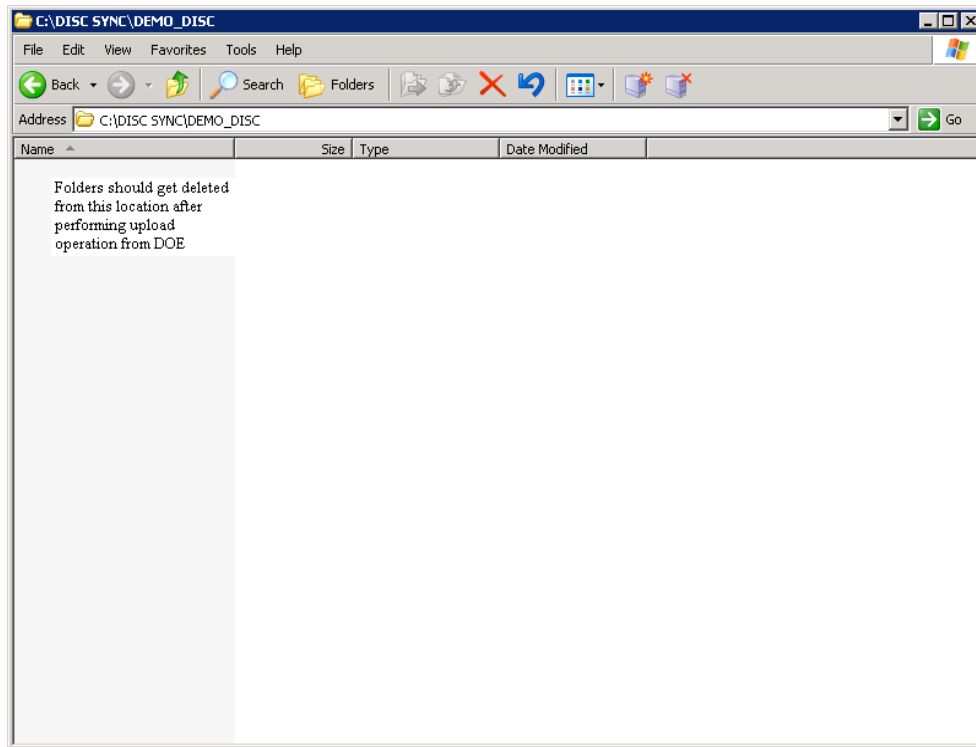 C:\DISC SYNC\DEMO_DISC
File Edit View Favorites Tools Help
Back Search Folders
Address C:\DISC SYNC\DEMO_DISC Go
Name Size Type Date Modified
Folders should get deleted
from this location after
performing upload
operation from DOE